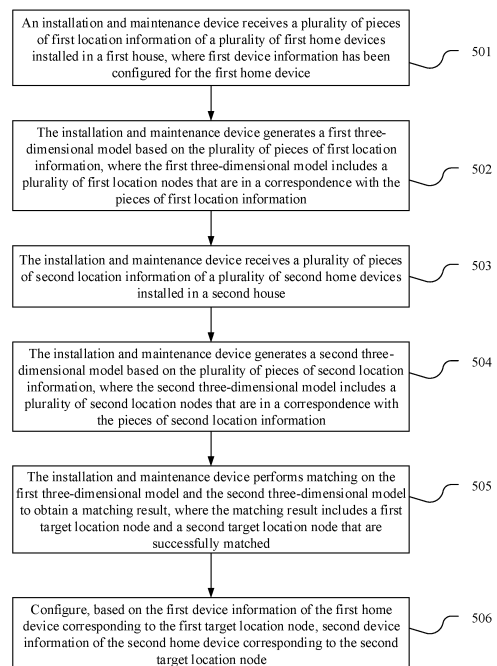 An installation and maintenance device receives a plurality of pieces
of first location information of a plurality of first home devices
installed in a first house, where first device information has been
configured for the first home device
501
The installation and maintenance device generates a first three-
dimensional model based on the plurality of pieces of first location
information, where the first three-dimensional model includes a
plurality of first location nodes that are in a correspondence with the
pieces of first location information
502
The installation and maintenance device receives a plurality of pieces
of second location information of a plurality of second home devices
installed in a second house
503
The installation and maintenance device generates a second three-
dimensional model based on the plurality of pieces of second location
information, where the second three-dimensional model includes a
plurality of second location nodes that are in a correspondence with
the pieces of second location information
504
The installation and maintenance device performs matching on the
first three-dimensional model and the second three-dimensional model
to obtain a matching result, where the matching result includes a first
target location node and a second target location node that are
successfully matched
505
Configure, based on the first device information of the first home
device corresponding to the first target location node, second device
information of the second home device corresponding to the second
target location node
506